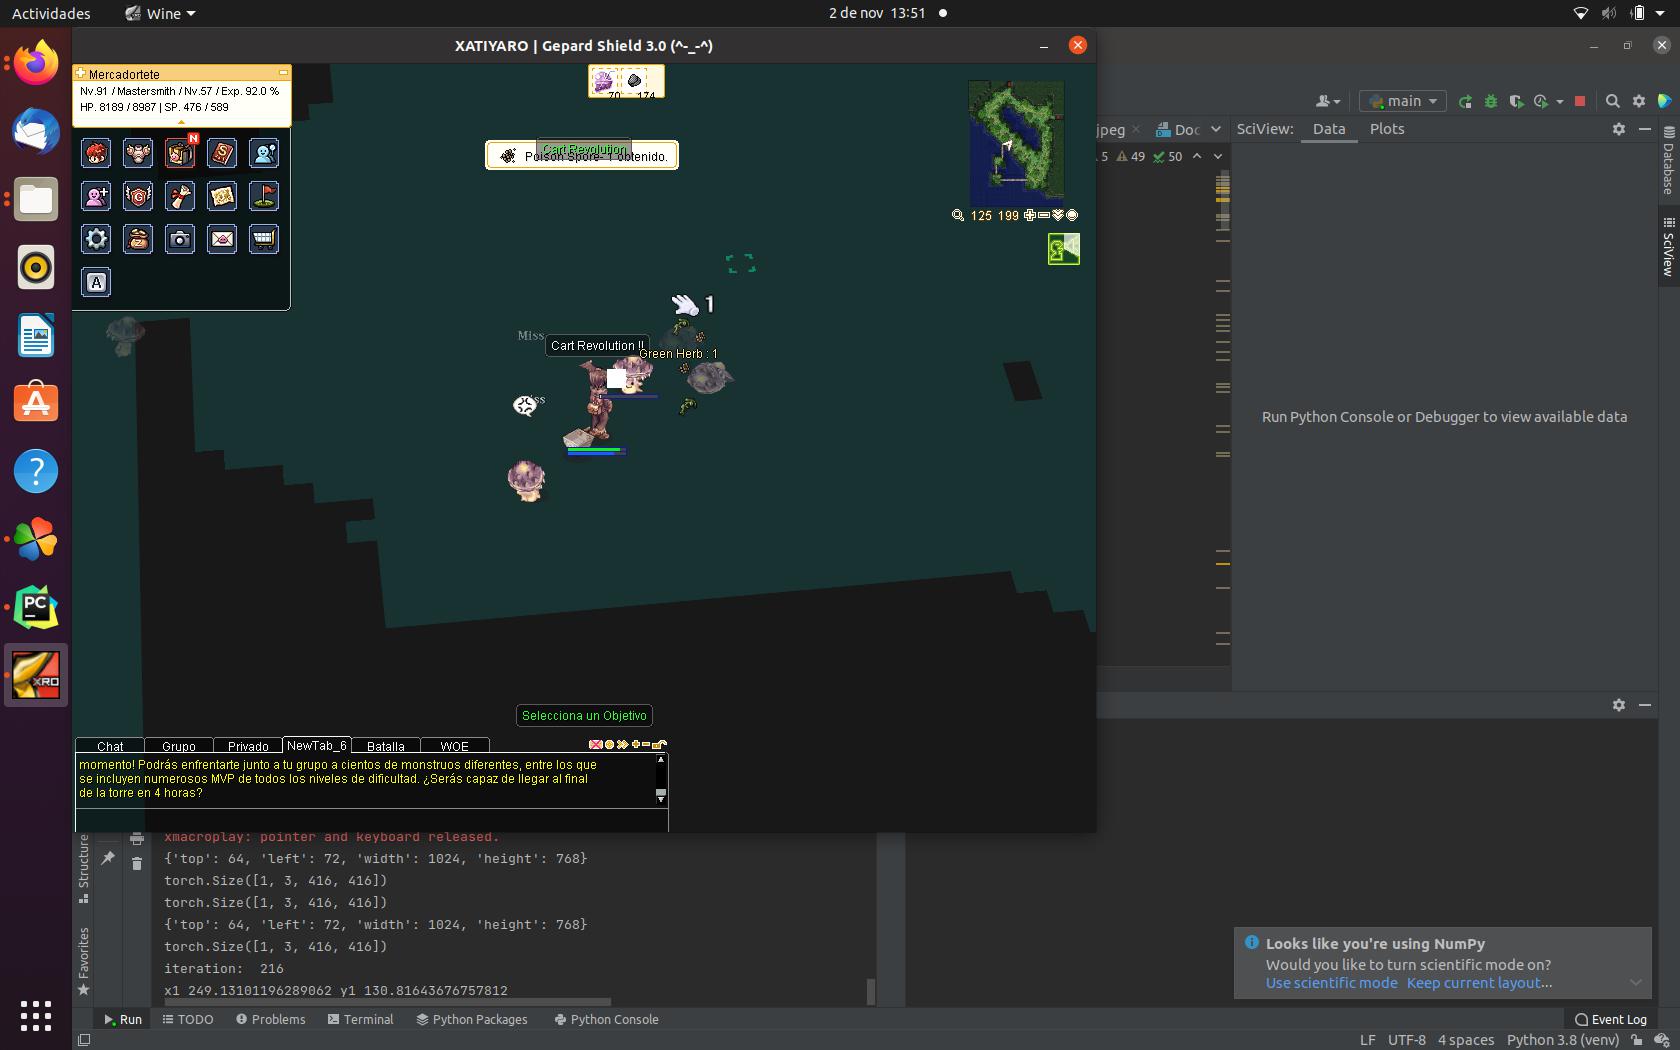 Actividades
Wine
2 de nov 13:51
XATIYARO | Gepard Shield 3.0 (^-_-^)
Mercadortete
Nv.91 / Mastersmith / Nv.57 / Exp. 92.0 %
HP. 8189 / 8987 | SP. 476 / 589
N
A
70 174
Cart Revolution
Poison Spore- 1 obtenido.
125 199
1
Miss
Cart Revolution !!
Green Herb : 1
Selecciona un Objetivo
Chat
Grupo
Privado
NewTab_6
Batalla
WOE
momento! Podrás enfrentarte junto a tu grupo a cientos de monstruos diferentes, entre los que
se incluyen numerosos MVP de todos los niveles de dificultad. ¿Serás capaz de llegar al final
de la torre en 4 horas?
main
jpeg
Doc
SciView:
Data
Plots
5 49 50
Database
SciView
Run Python Console or Debugger to view available data
PC
XRO
Structure
Favorites
xmacroplay: pointer and keyboard released.
{'top': 64, 'left': 72, 'width': 1024, 'height': 768}
torch.Size([1, 3, 416, 416])
torch.Size([1, 3, 416, 416])
{'top': 64, 'left': 72, 'width': 1024, 'height': 768}
torch.Size([1, 3, 416, 416])
iteration:  216
x1 249.13101196289062 y1 130.81643676757812
Looks like you're using NumPy
Would you like to turn scientific mode on?
Use scientific mode Keep current layout...
Run
TODO
Problems
Terminal
Python Packages
Python Console
Event Log
LF UTF-8 4 spaces Python 3.8 (venv)